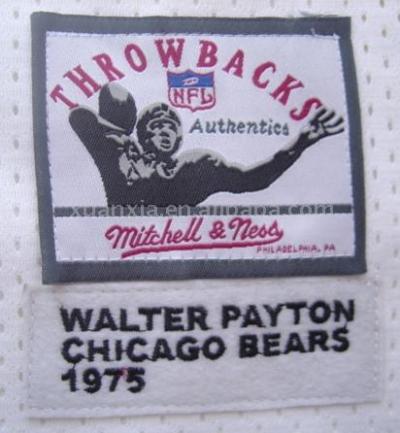 THROWBACKS
NFL
Authentics
xuanxia.en.alibaba.com
Mitchell & Ness
PHILADELPHIA, PA
WALTER PAYTON
CHICAGO BEARS
1975